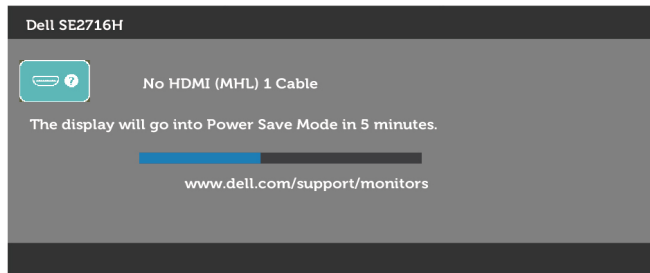 Dell SE2716H
?
No HDMI (MHL) 1 Cable
The display will go into Power Save Mode in 5 minutes.
www.dell.com/support/monitors